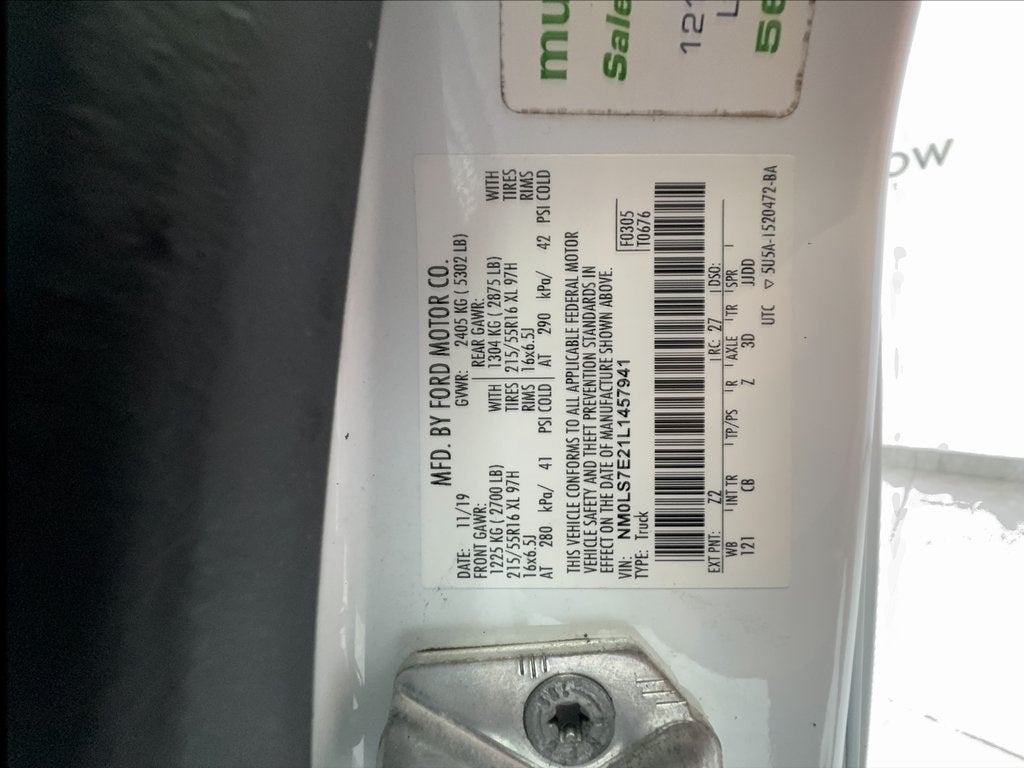 MFD. BY FORD MOTOR CO.
DATE: 11/19 GVWR: 2405 KG ( 5302 LB)
FRONT GAWR: REAR GAWR:
1225 KG ( 2700 LB) WITH 1304 KG ( 2875 LB) WITH
215/55R16 XL 97H TIRES 215/55R16 XL 97H TIRES
16x6.5J RIMS 16x6.5J RIMS
AT 280 kPa/ 41 PSI COLD AT 290 kPa/ 42 PSI COLD
THIS VEHICLE CONFORMS TO ALL APPLICABLE FEDERAL MOTOR
VEHICLE SAFETY AND THEFT PREVENTION STANDARDS IN
EFFECT ON THE DATE OF MANUFACTURE SHOWN ABOVE.
VIN: NM0LS7E21L1457941
TYPE: Truck
F0305
T0676
EXT PNT: Z2 RC: 27 DSO:
WB INT TR TP/PS R AXLE TR SPR
121 CB Z 3D JJDD
UTC ▽ 5U5A-1520472-BA
mu
Sale
121
L
56
ow